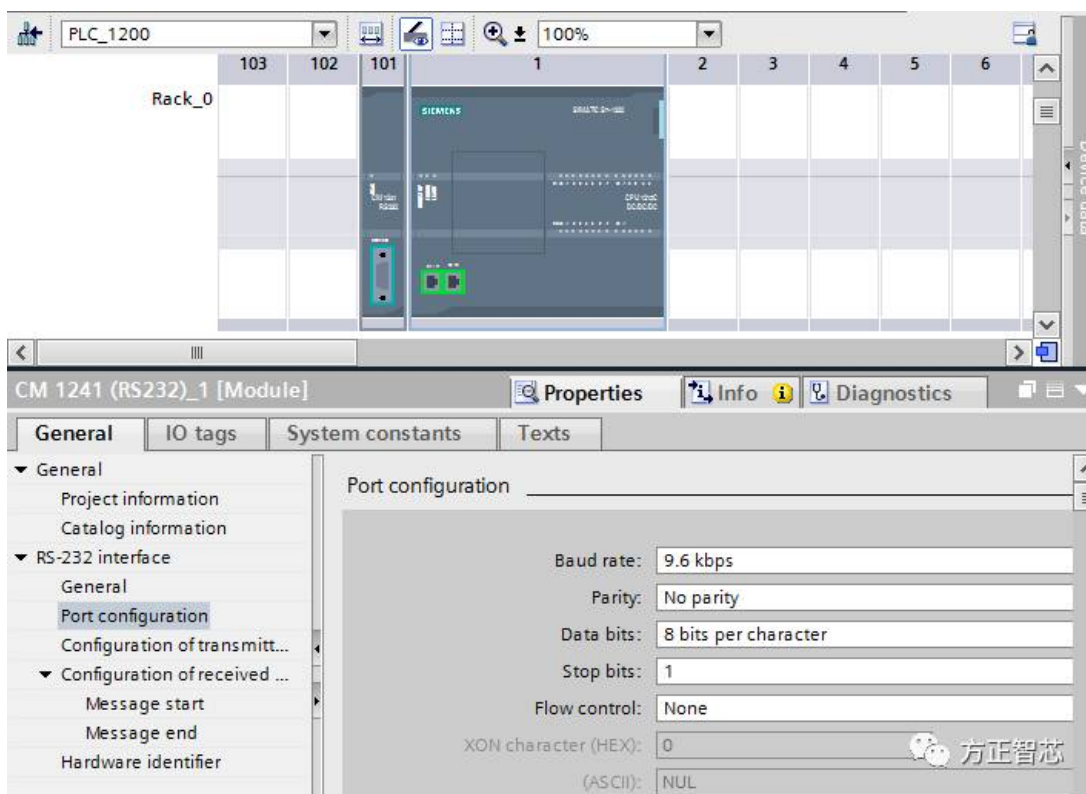 PLC_1200
100%
103 102 101 1 2 3 4 5 6
Rack_0
SIEMENS
CM 1241 (RS232)_1 [Module]
Properties
Info
Diagnostics
General
IO tags
System constants
Texts
General
Project information
Catalog information
RS-232 interface
General
Port configuration
Configuration of transmitt...
Configuration of received ...
Message start
Message end
Hardware identifier
Port configuration
Baud rate: 9.6 kbps
Parity: No parity
Data bits: 8 bits per character
Stop bits: 1
Flow control: None
XON character (HEX): 0
(ASCII): NUL
方正智芯